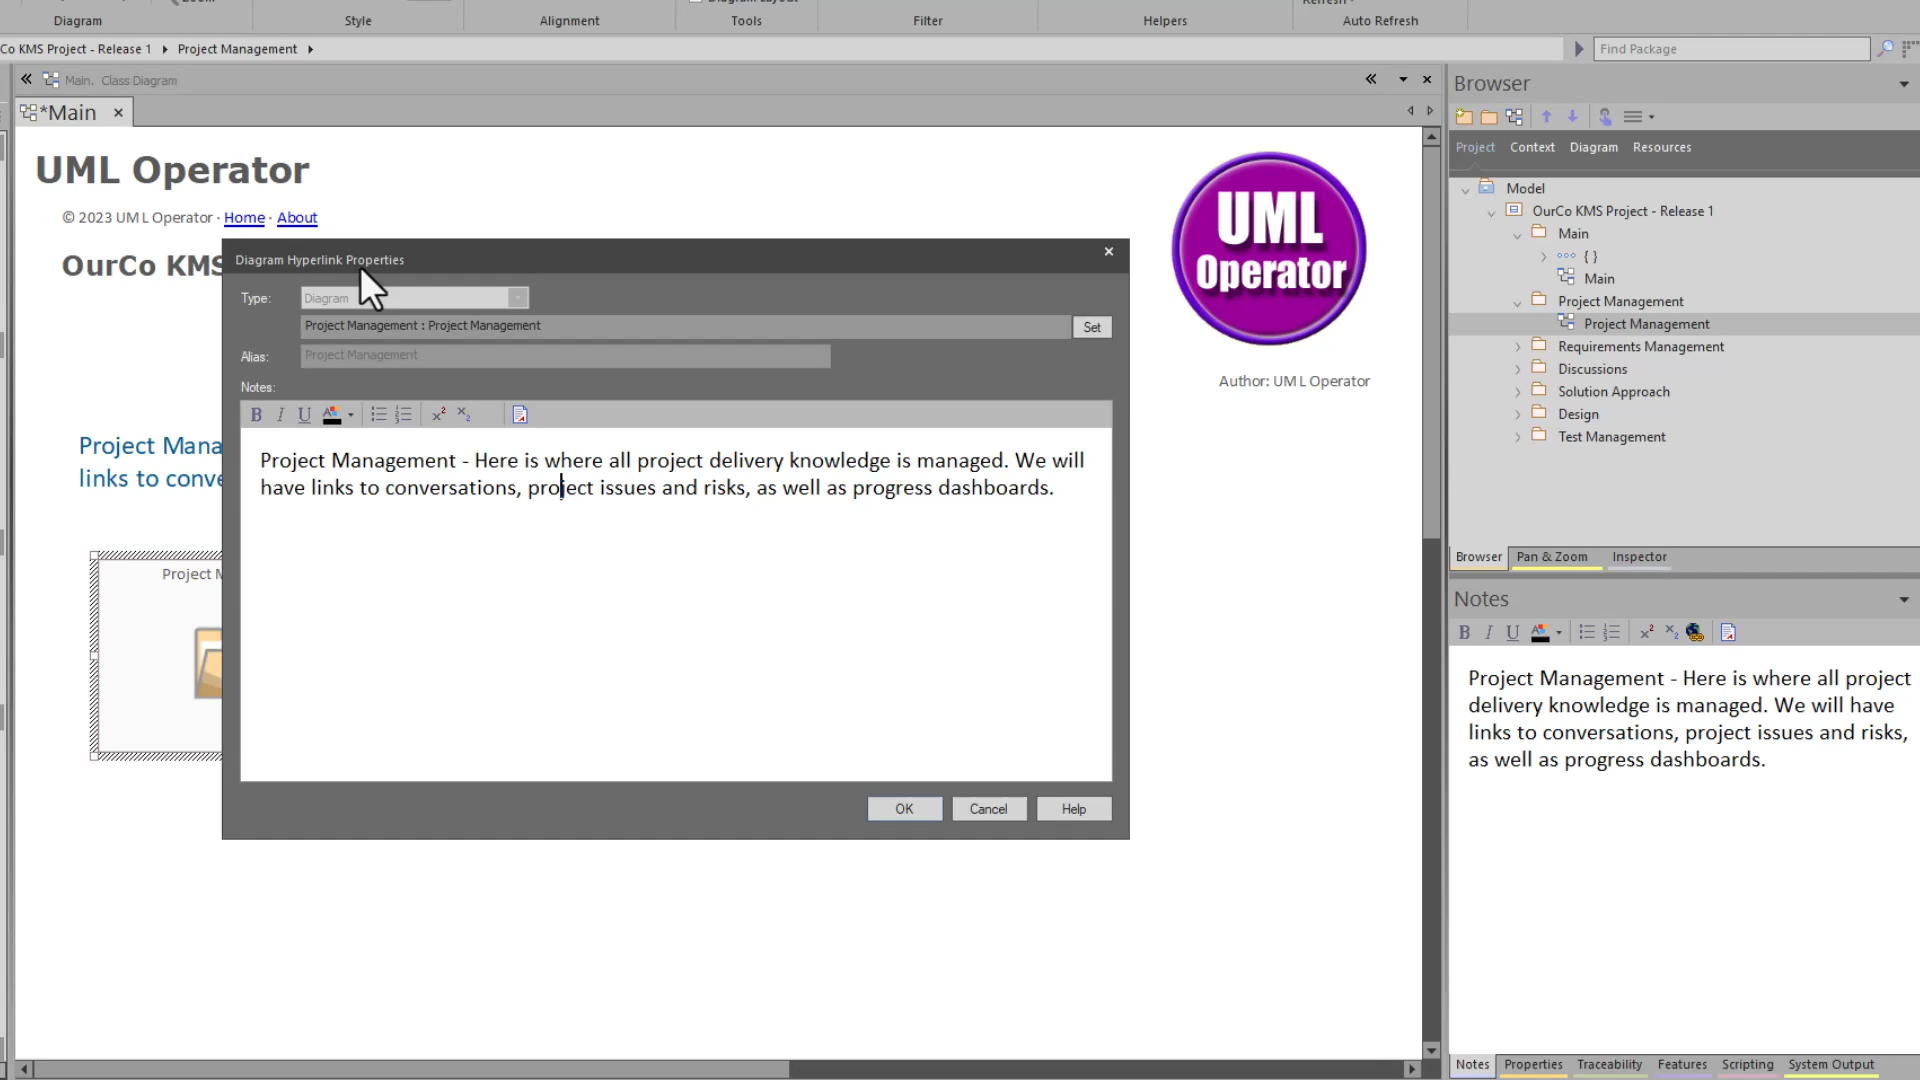 Diagram
Style
Alignment
Tools
Filter
Helpers
Auto Refresh
Co KMS Project - Release 1
Project Management
Find Package
Main. Class Diagram
*Main
UML Operator
© 2023 UML Operator · Home · About
OurCo KMS
UML
Operator
Author: UML Operator
Project Mana
links to conve
Project M
Diagram Hyperlink Properties
Type:
Diagram
Project Management : Project Management
Set
Alias:
Project Management
Notes:
B I U
Project Management - Here is where all project delivery knowledge is managed. We will
have links to conversations, project issues and risks, as well as progress dashboards.
OK
Cancel
Help
Browser
Project
Context
Diagram
Resources
Model
OurCo KMS Project - Release 1
Main
{ }
Main
Project Management
Project Management
Requirements Management
Discussions
Solution Approach
Design
Test Management
Browser
Pan & Zoom
Inspector
Notes
B I U
Project Management - Here is where all project
delivery knowledge is managed. We will have
links to conversations, project issues and risks,
as well as progress dashboards.
Notes
Properties
Traceability
Features
Scripting
System Output